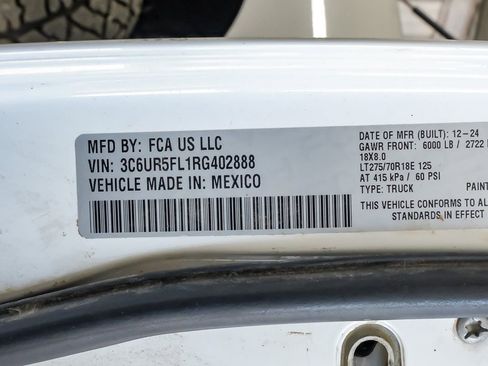 MFD BY: FCA US LLC
VIN: 3C6UR5FL1RG402888
VEHICLE MADE IN: MEXICO
DATE OF MFR (BUILT): 12-24
GAWR FRONT: 6000 LB / 2722
18X8.0
LT275/70R18E 125
AT 415 kPa / 60 PSI
TYPE: TRUCK
PAINT
THIS VEHICLE CONFORMS TO ALL
STANDARDS IN EFFECT